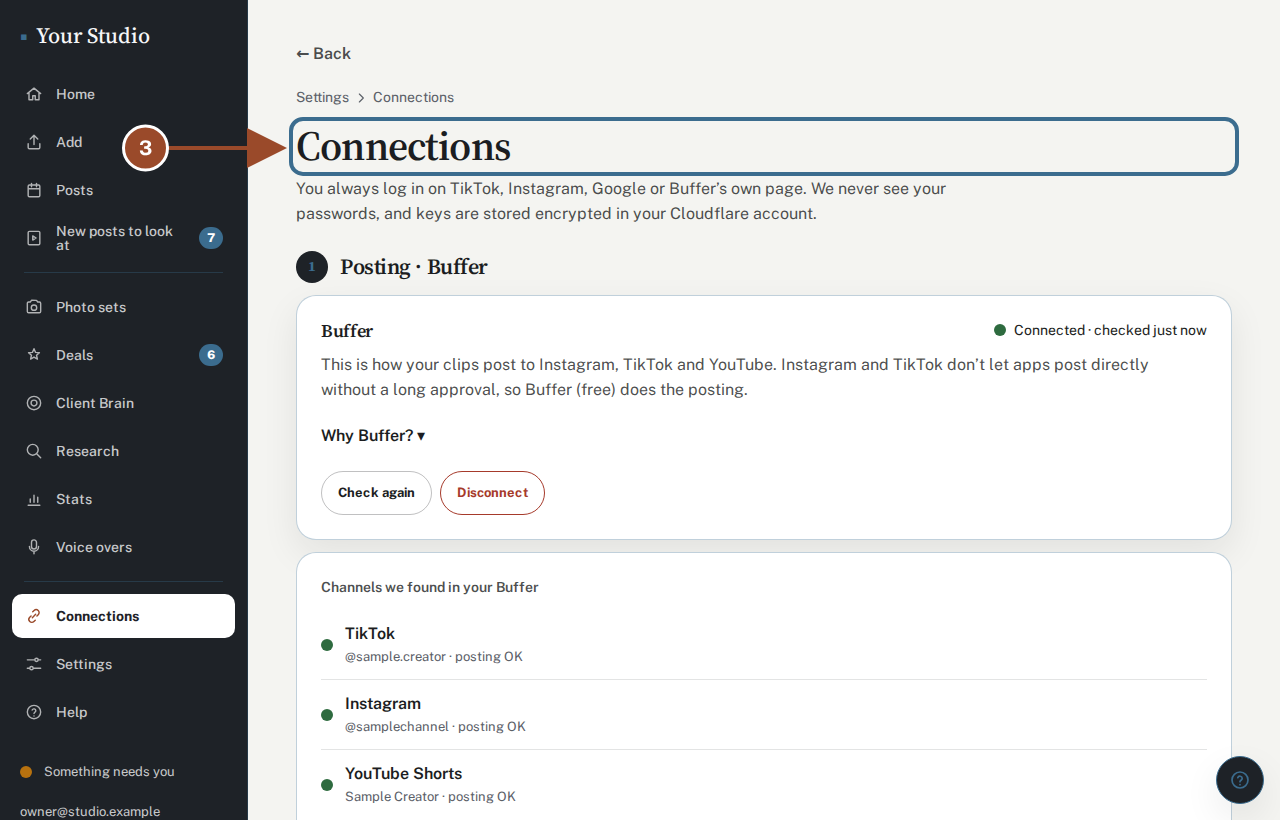 Your Studio
Home
Add
3
Posts
New posts to look
at
7
Photo sets
Deals
6
Client Brain
Research
Stats
Voice overs
Connections
Settings
Help
Something needs you
owner@studio.example
← Back
Settings > Connections
Connections
You always log in on TikTok, Instagram, Google or Buffer’s own page. We never see your
passwords, and keys are stored encrypted in your Cloudflare account.
1 Posting · Buffer
Buffer
Connected · checked just now
This is how your clips post to Instagram, TikTok and YouTube. Instagram and TikTok don’t let apps post directly
without a long approval, so Buffer (free) does the posting.
Why Buffer? ▾
Check again
Disconnect
Channels we found in your Buffer
TikTok
@sample.creator · posting OK
Instagram
@samplechannel · posting OK
YouTube Shorts
Sample Creator · posting OK